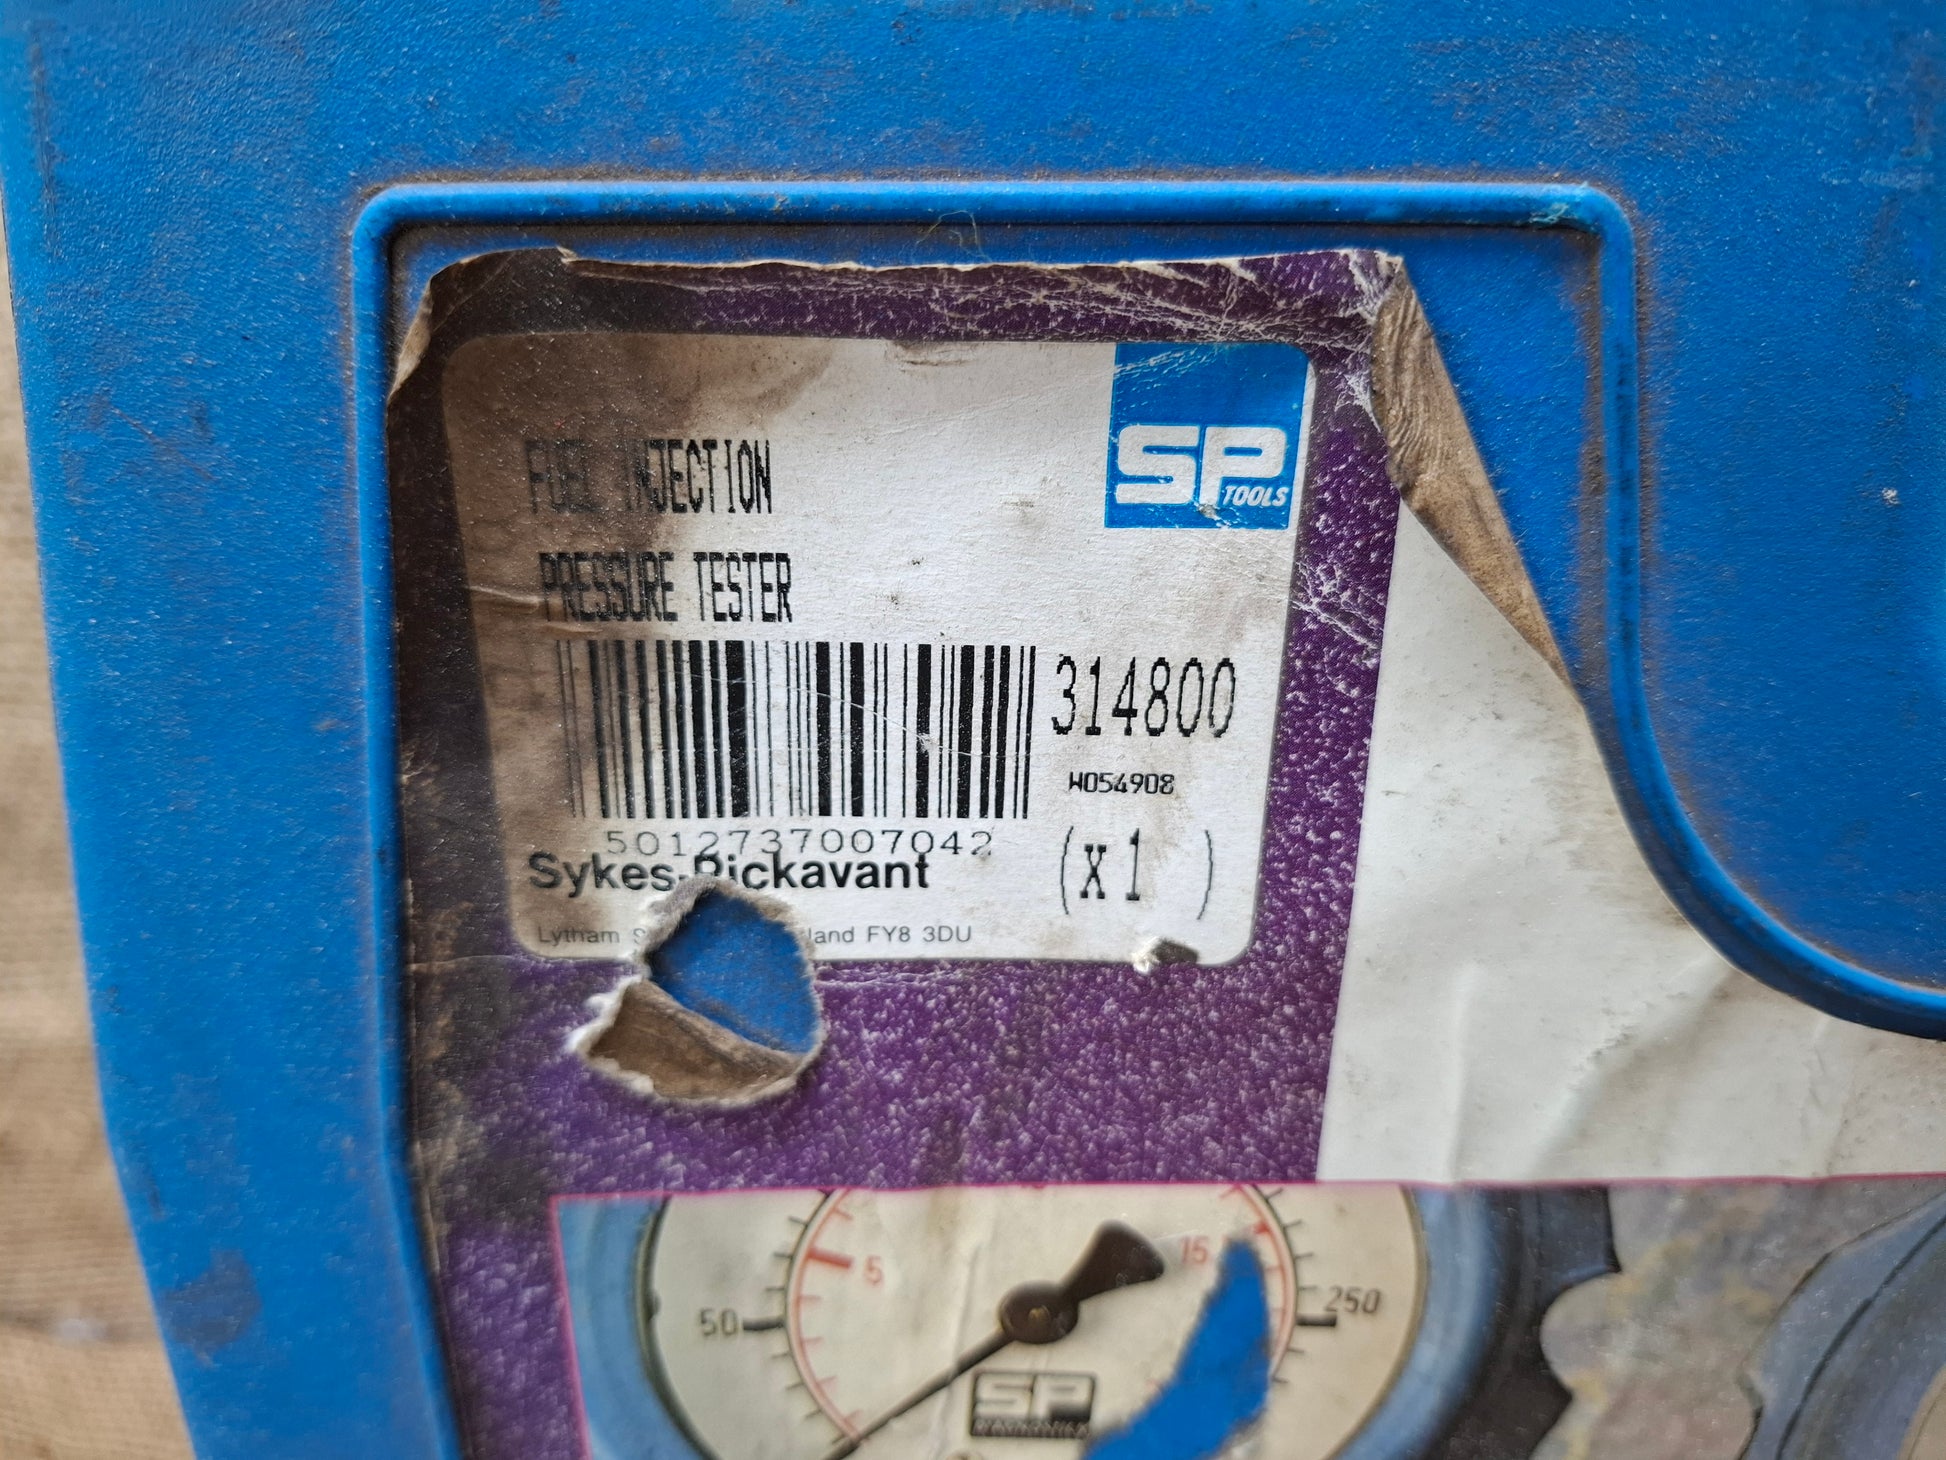 FUEL INJECTION
SP
TOOLS
PRESSURE TESTER
314800
W054908
5012737007042
(X 1 )
Sykes-Pickavant
Lytham land FY8 3DU
5
15
50
250
SP